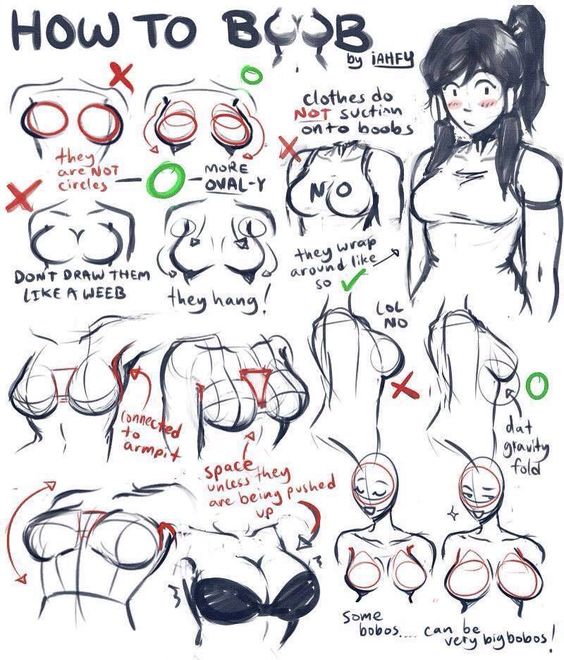 HOW TO BOOB
by iAHFY
they
are NOT
circles
MORE
OVAL-Y
clothes do
NOT suction
onto boobs
NO
DON'T DRAW THEM
LIKE A WEEB
they hang!
they wrap
around like
so
LOL
NO
connected
to
armpit
space
unless they
are being pushed
up
dat
gravity
fold
some
bobos....
can be
very big bobos!